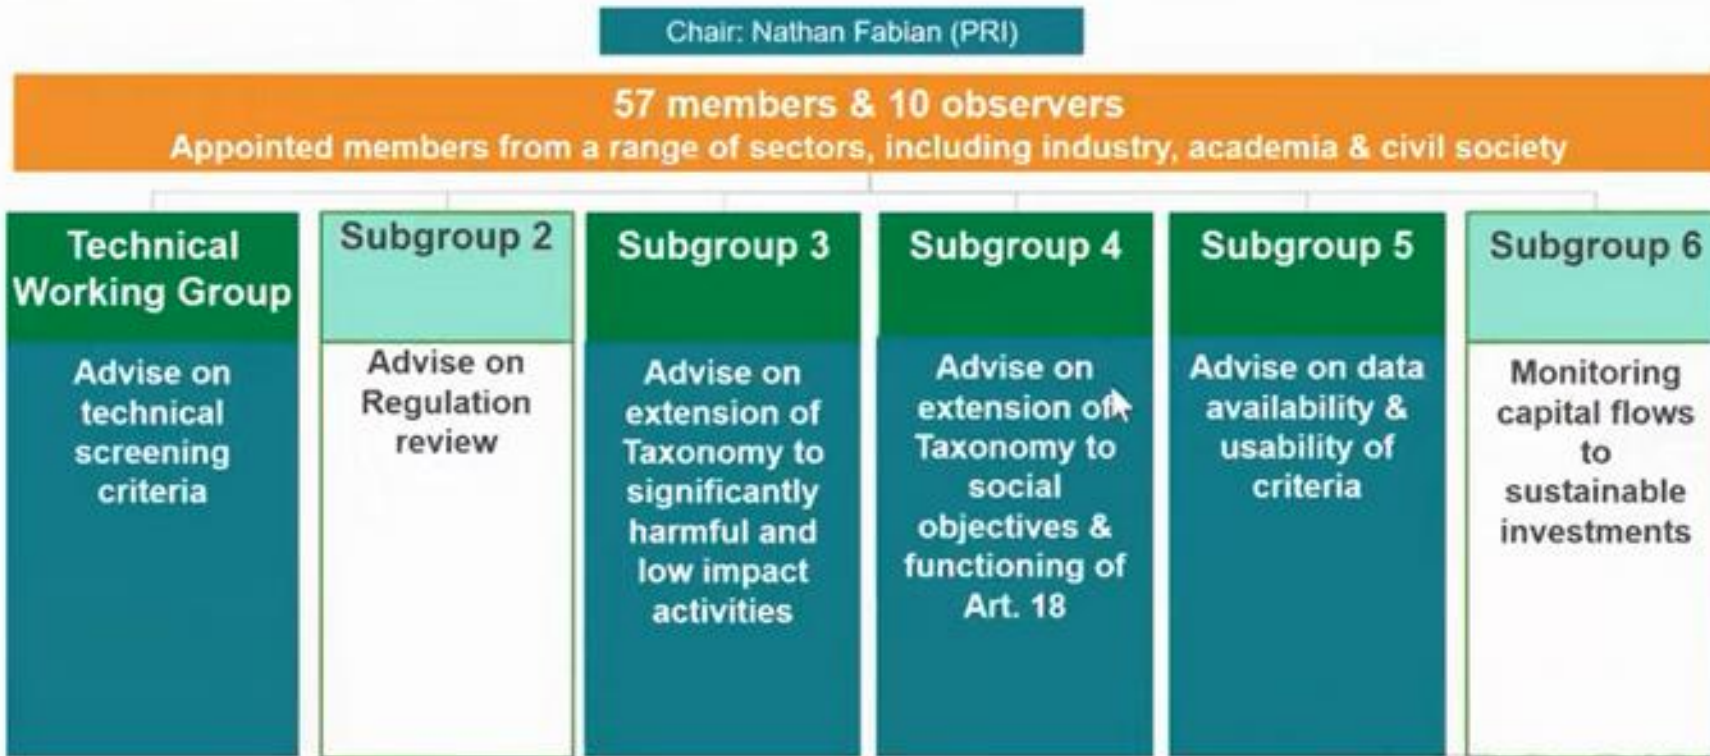 Chair: Nathan Fabian (PRI)
57 members & 10 observers
Appointed members from a range of sectors, including industry, academia & civil society
Technical
Working Group
Advise on
technical
screening
criteria
Subgroup 2
Advise on
Regulation
review
Subgroup 3
Advise on
extension of
Taxonomy to
significantly
harmful and
low impact
activities
Subgroup 4
Advise on
extension of
Taxonomy to
social
objectives &
functioning of
Art. 18
Subgroup 5
Advise on data
availability &
usability of
criteria
Subgroup 6
Monitoring
capital flows
to
sustainable
investments